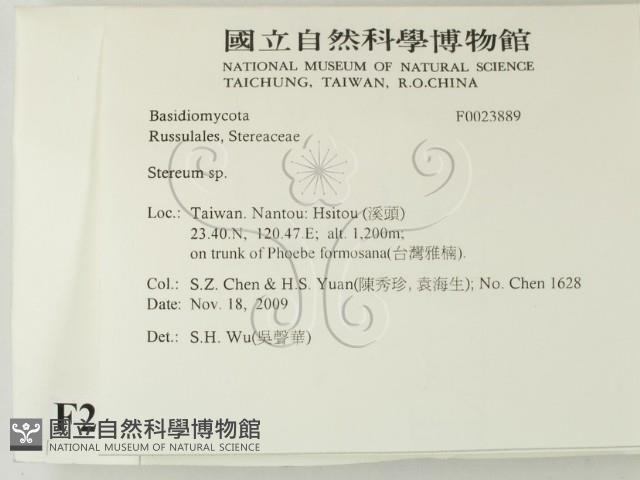 國立自然科學博物館
NATIONAL MUSEUM OF NATURAL SCIENCE
TAICHUNG, TAIWAN, R.O.CHINA
Basidiomycota F0023889
Russulales, Stereaceae
Stereum sp.
Loc.: Taiwan. Nantou: Hsitou (溪頭)
23.40.N, 120.47.E; alt. 1,200m;
on trunk of Phoebe formosana(台灣雅楠).
Col.: S.Z. Chen & H.S. Yuan(陳秀珍, 袁海生); No. Chen 1628
Date: Nov. 18, 2009
Det.: S.H. Wu(吳聲華)
F2
國立自然科學博物館
NATIONAL MUSEUM OF NATURAL SCIENCE